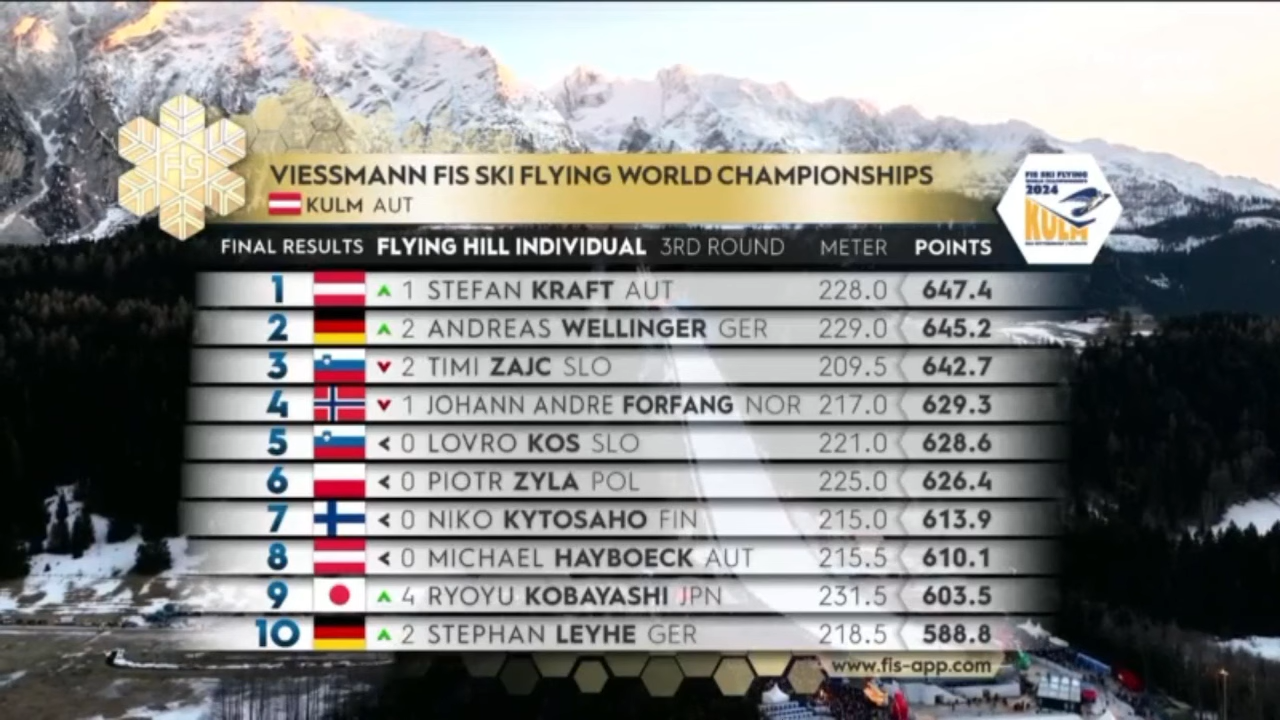 FIS
VIESSMANN FIS SKI FLYING WORLD CHAMPIONSHIPS
KULM AUT
FIS SKI FLYING
WORLD CHAMPIONSHIPS
2024
KULM
FINAL RESULTS FLYING HILL INDIVIDUAL 3RD ROUND METER POINTS
1 1 STEFAN KRAFT AUT 228.0 647.4
2 2 ANDREAS WELLINGER GER 229.0 645.2
3 2 TIMI ZAJC SLO 209.5 642.7
4 1 JOHANN ANDRE FORFANG NOR 217.0 629.3
5 < 0 LOVRO KOS SLO 221.0 628.6
6 < 0 PIOTR ZYLA POL 225.0 626.4
7 < 0 NIKO KYTOSAHO FIN 215.0 613.9
8 < 0 MICHAEL HAYBOECK AUT 215.5 610.1
9 4 RYOYU KOBAYASHI JPN 231.5 603.5
10 2 STEPHAN LEYHE GER 218.5 588.8
www.fis-app.com